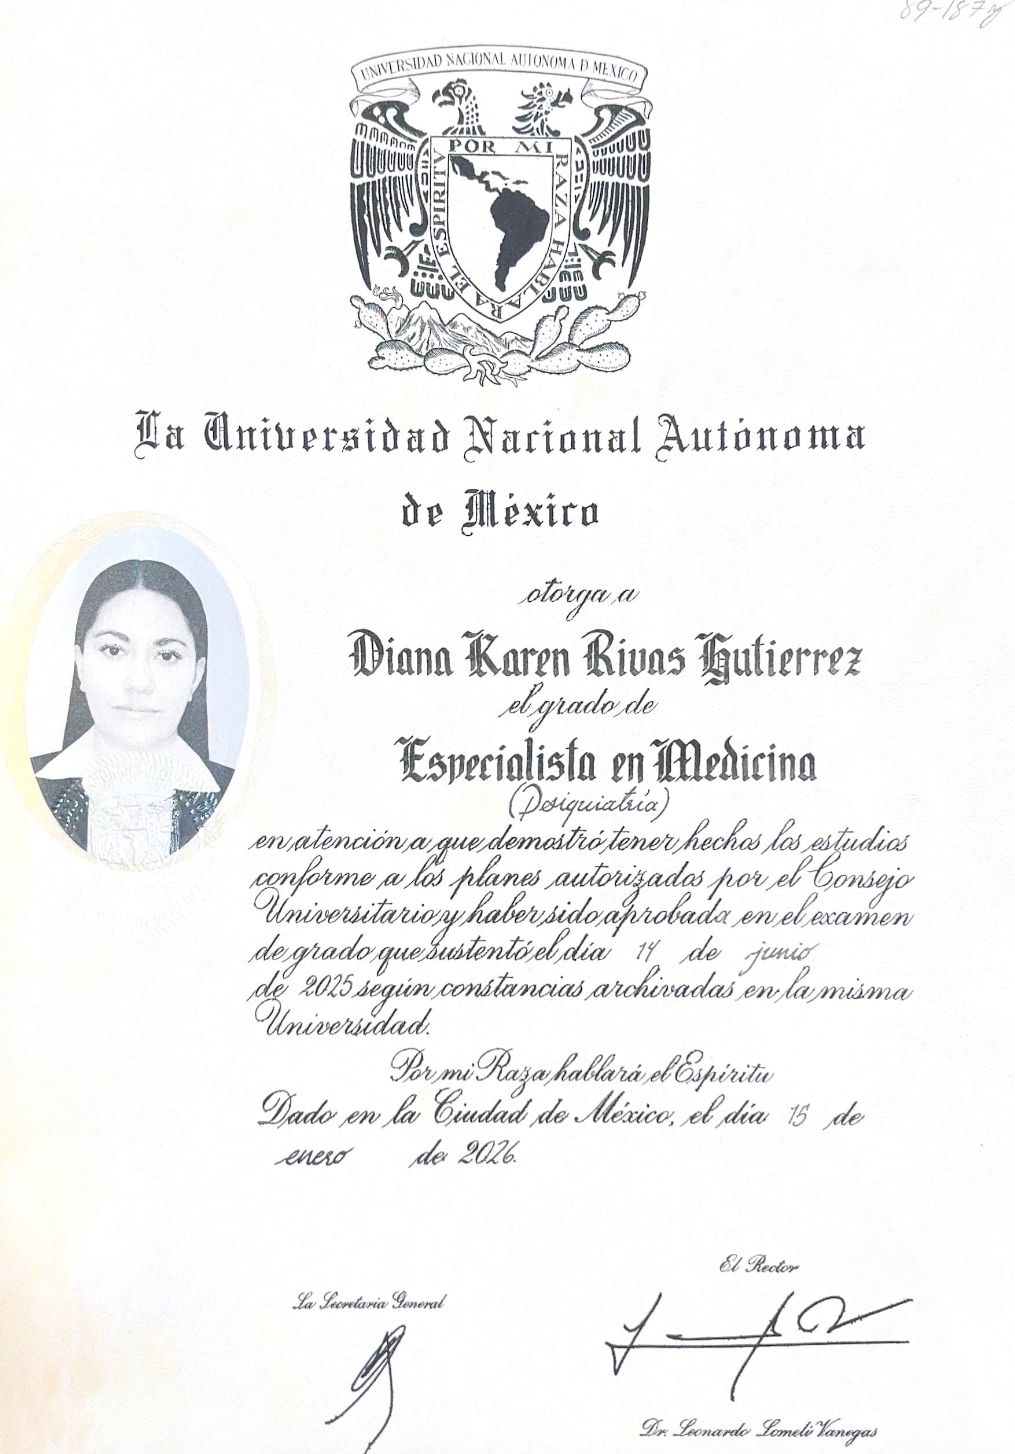 89-187
UNIVERSIDAD NACIONAL AUTONOMA D MEXICO
POR MI RAZA HABLARA EL ESPIRITV
La Universidad Nacional Autónoma
de México
otorga a
Diana Karen Rivas Gutierrez
el grado de
Especialista en Medicina
(Psiquiatría)
en atención a que demostró tener hechos los estudios
conforme a los planes autorizados por el Consejo
Universitario y haber sido aprobada en el examen
de grado que sustentó el día 14 de junio
de 2025 según constancias archivadas en la misma
Universidad.
Por mi Raza hablará el Espíritu
Dado en la Ciudad de México, el día 15 de
enero de 2026.
El Rector
La Secretaria General
Dr. Leonardo Lomelí Vanegas